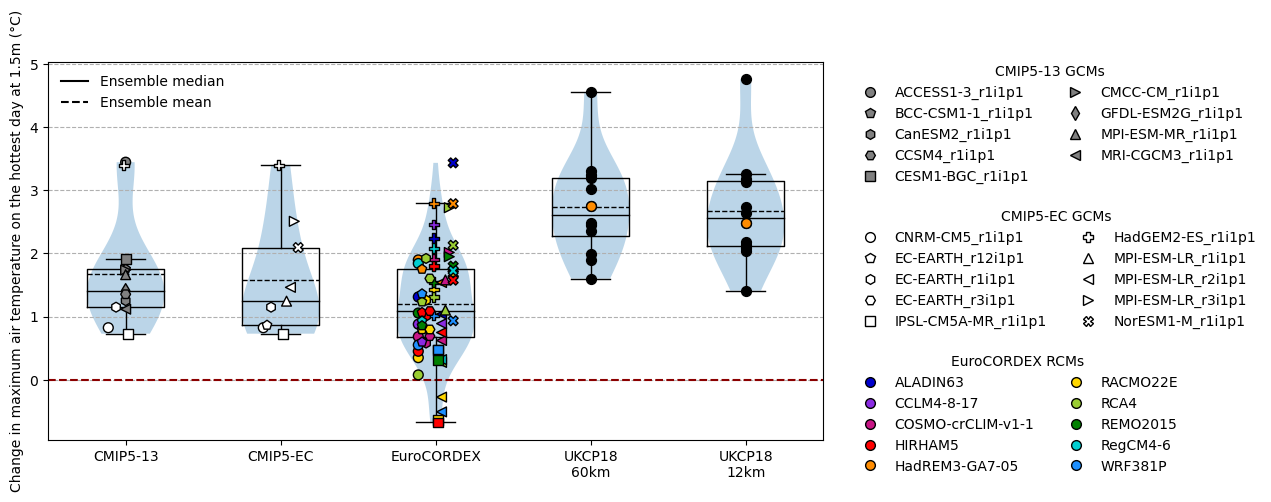 Change in maximum air temperature on the hottest day at 1.5m (°C)
5
4
3
2
1
0
Ensemble median
Ensemble mean
CMIP5-13
CMIP5-EC
EuroCORDEX
UKCP18
60km
UKCP18
12km
CMIP5-13 GCMs
ACCESS1-3_r1i1p1
BCC-CSM1-1_r1i1p1
CanESM2_r1i1p1
CCSM4_r1i1p1
CESM1-BGC_r1i1p1
CMCC-CM_r1i1p1
GFDL-ESM2G_r1i1p1
MPI-ESM-MR_r1i1p1
MRI-CGCM3_r1i1p1
CMIP5-EC GCMs
CNRM-CM5_r1i1p1
EC-EARTH_r12i1p1
EC-EARTH_r1i1p1
EC-EARTH_r3i1p1
IPSL-CM5A-MR_r1i1p1
HadGEM2-ES_r1i1p1
MPI-ESM-LR_r1i1p1
MPI-ESM-LR_r2i1p1
MPI-ESM-LR_r3i1p1
NorESM1-M_r1i1p1
EuroCORDEX RCMs
ALADIN63
CCLM4-8-17
COSMO-crCLIM-v1-1
HIRHAM5
HadREM3-GA7-05
RACMO22E
RCA4
REMO2015
RegCM4-6
WRF381P